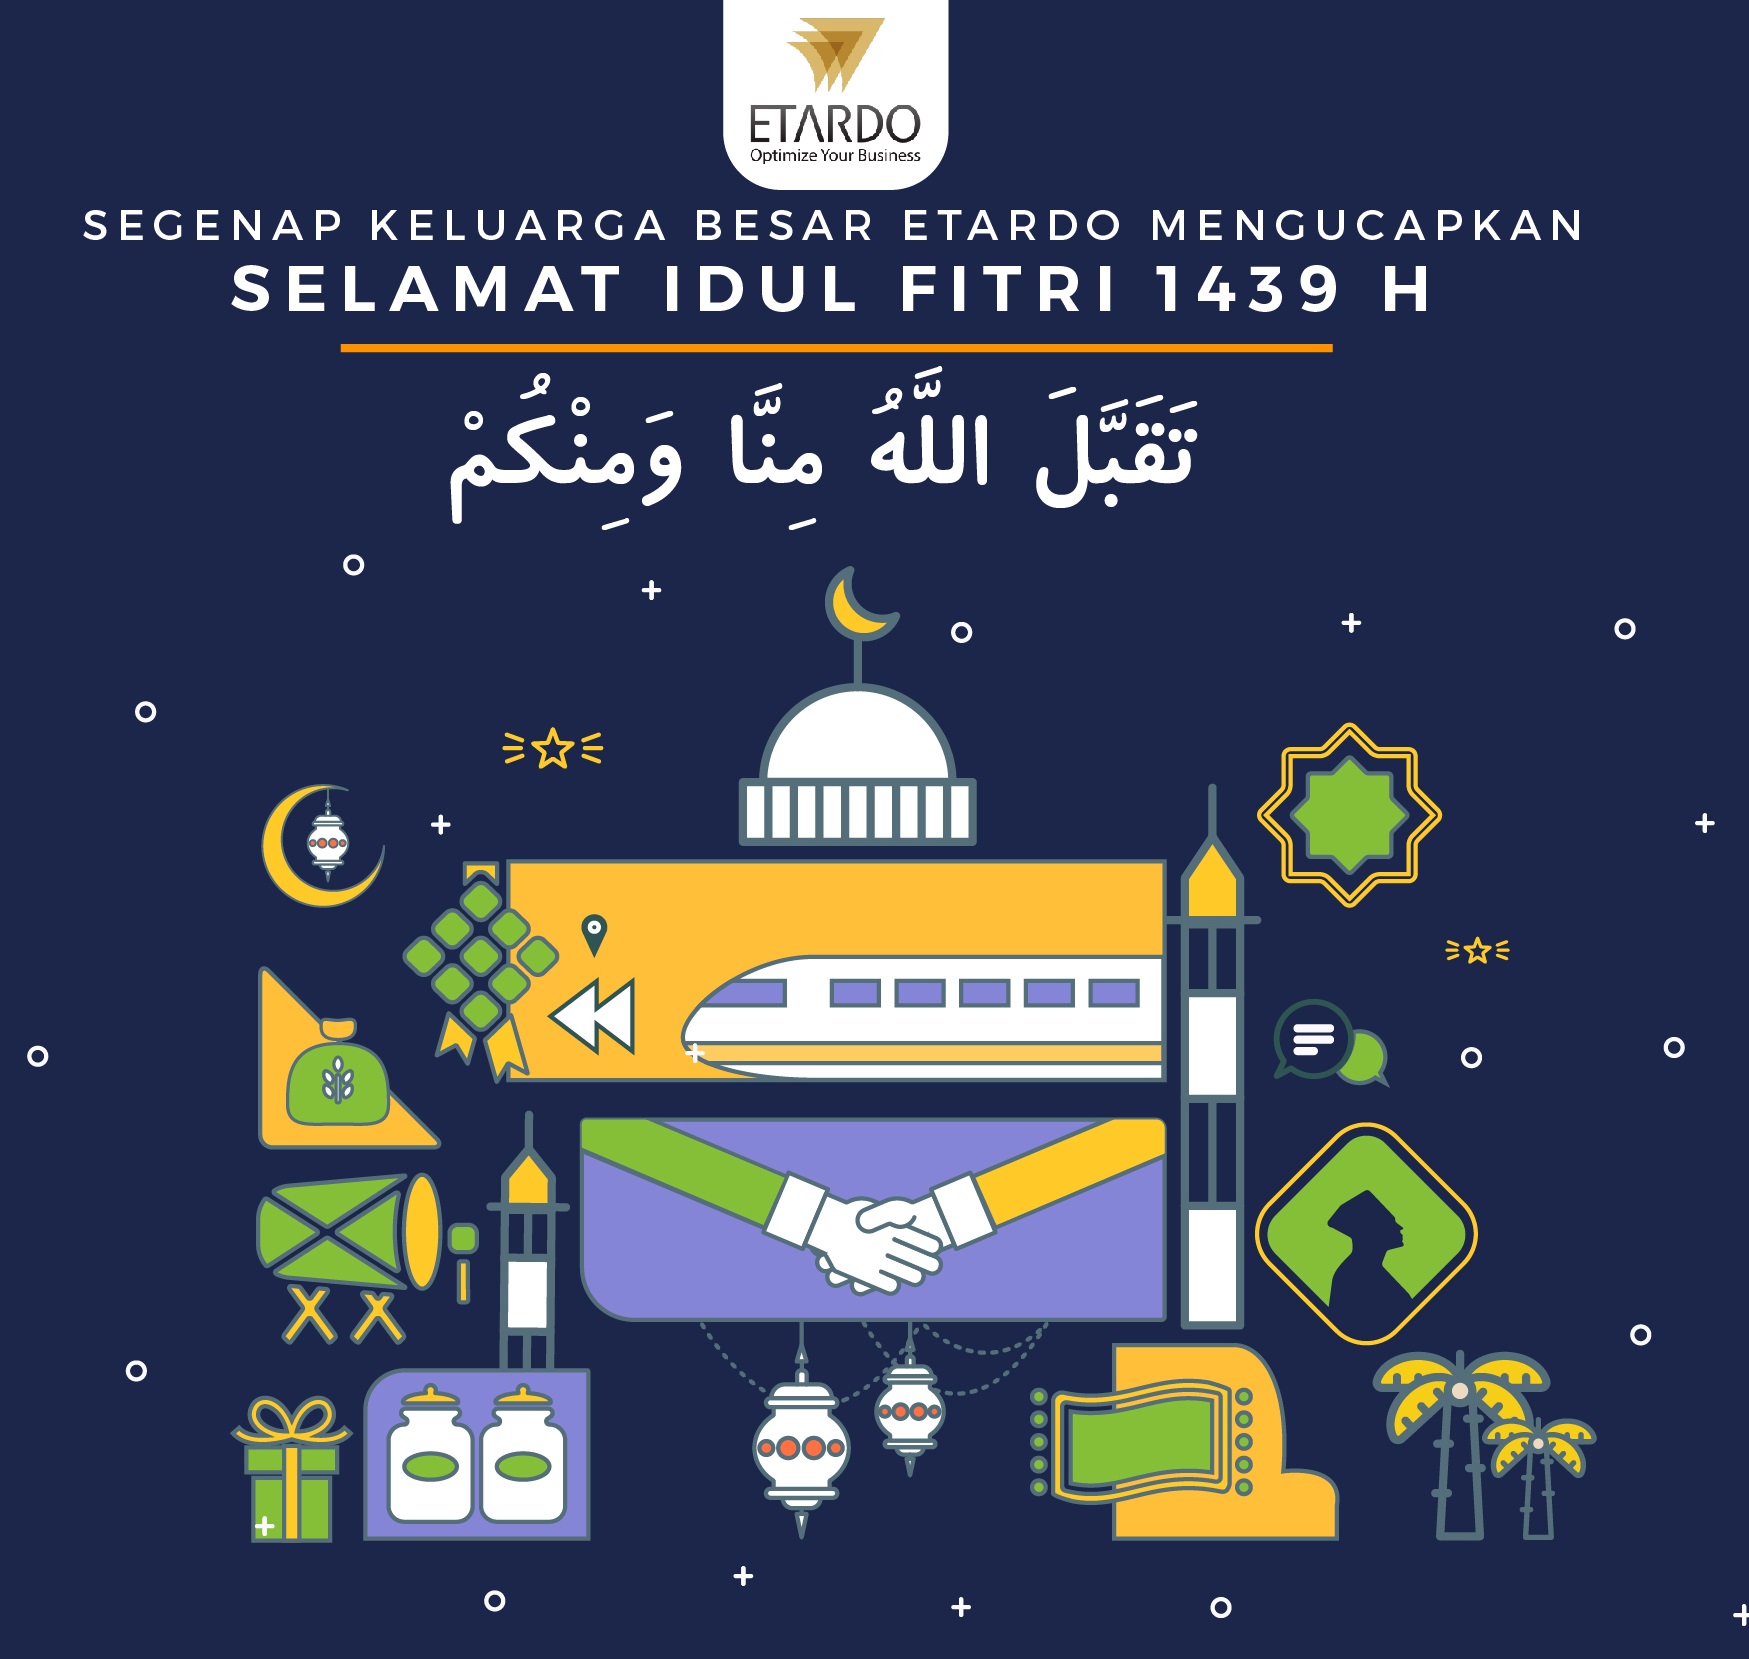 ETARDO
Optimize Your Business
SEGENAP KELUARGA BESAR ETARDO MENGUCAPKAN
SELAMAT IDUL FITRI 1439 H
تَقَبَّلَ اللَّهُ مِنَّا وَمِنْكُمْ